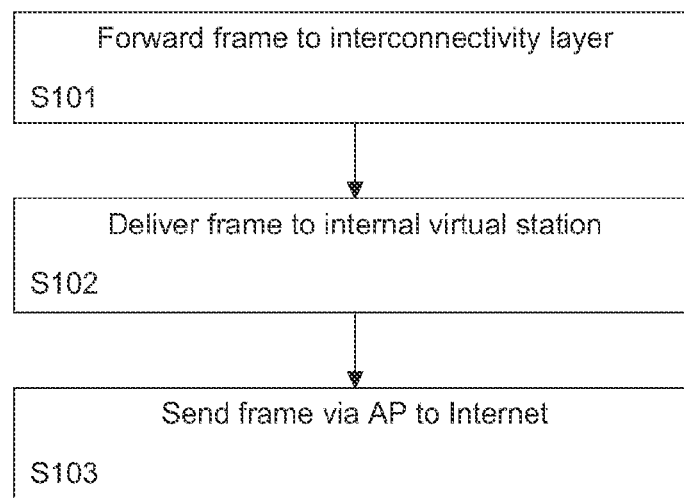 Forward frame to interconnectivity layer
S101
Deliver frame to internal virtual station
S102
Send frame via AP to Internet
S103